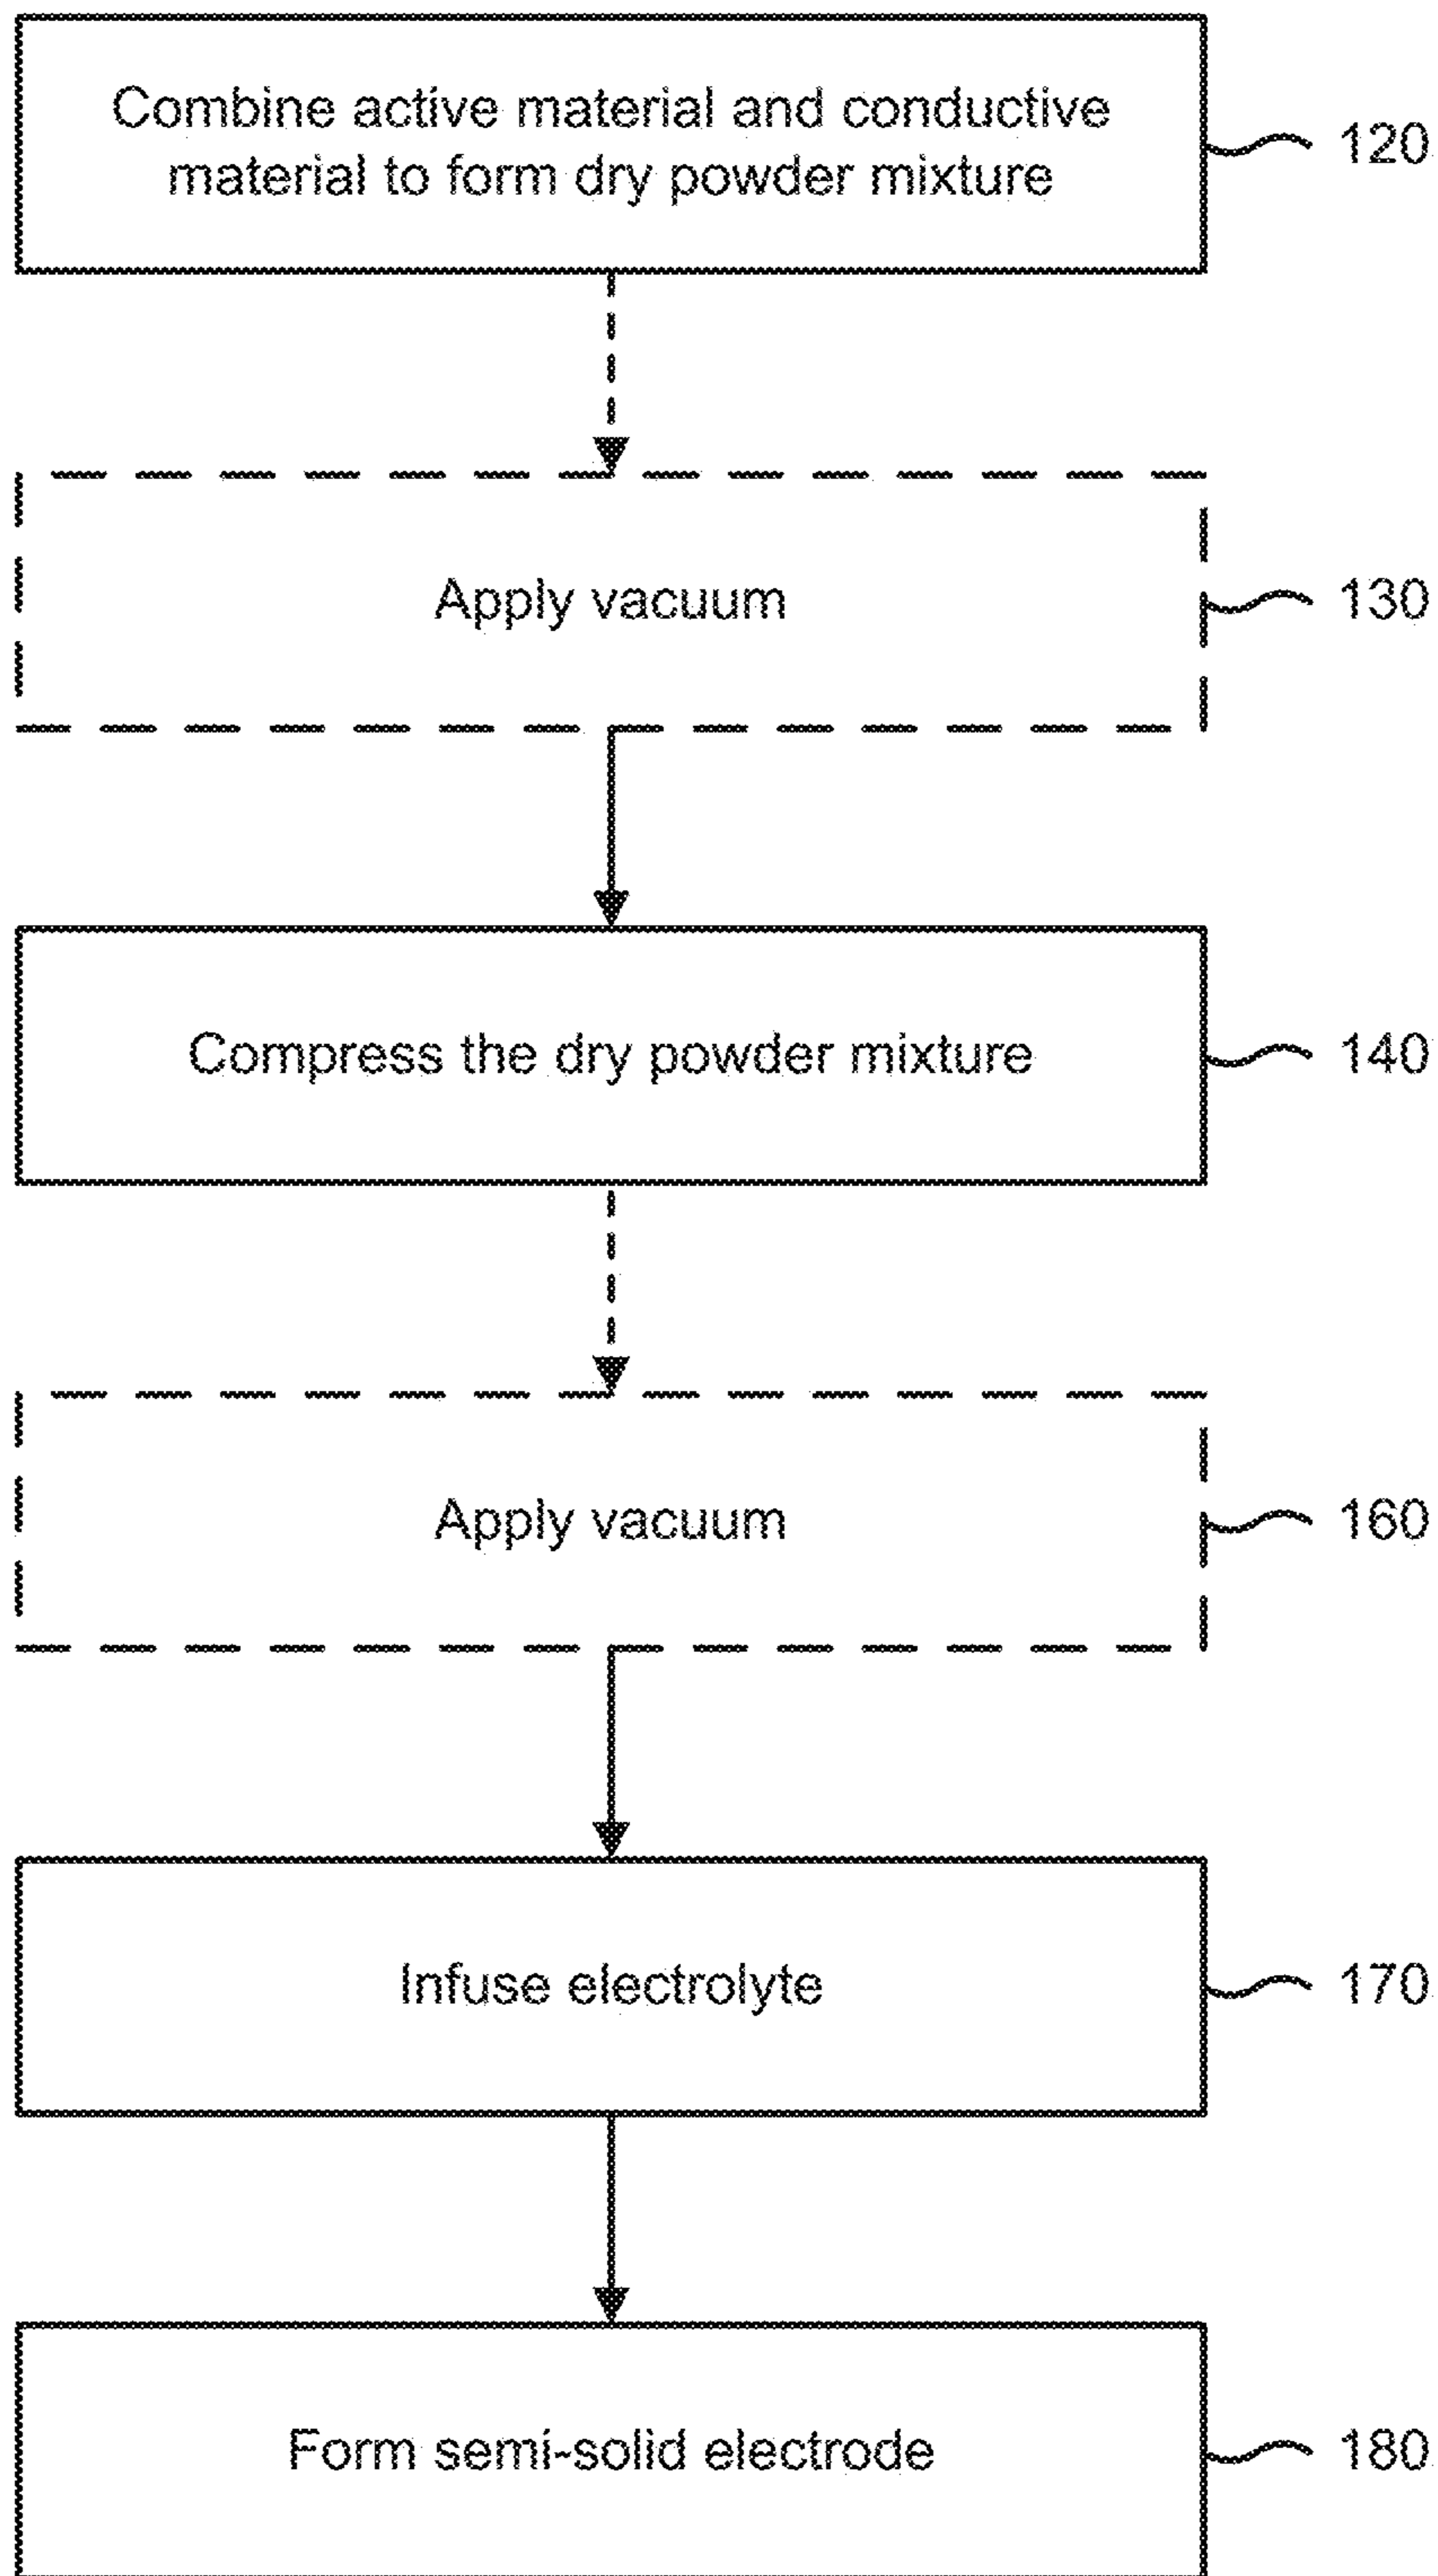 Combine active material and conductive
material to form dry powder mixture
120
Apply vacuum
130
Compress the dry powder mixture
140
Apply vacuum
160
Infuse electrolyte
170
Form semi-solid electrode
180